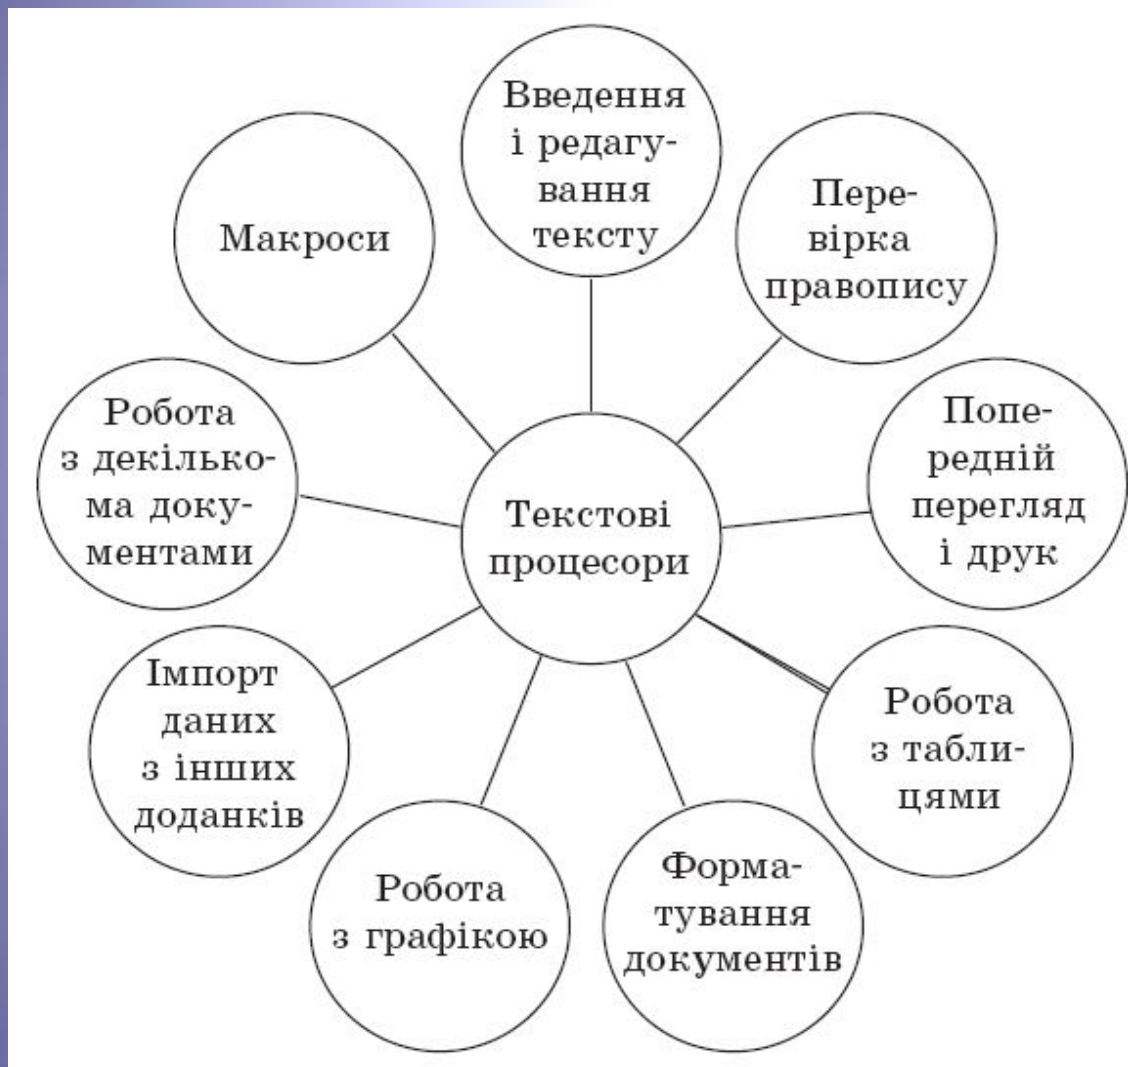 Введення
і редагу-
вання
тексту
Пере-
вірка
правопису
Попе-
редній
перегляд
і друк
Робота
з табли-
цями
Форма-
тування
документів
Робота
з графікою
Імпорт
даних
з інших
доданків
Робота
з декілько-
ма доку-
ментами
Макроси
Текстові
процесори